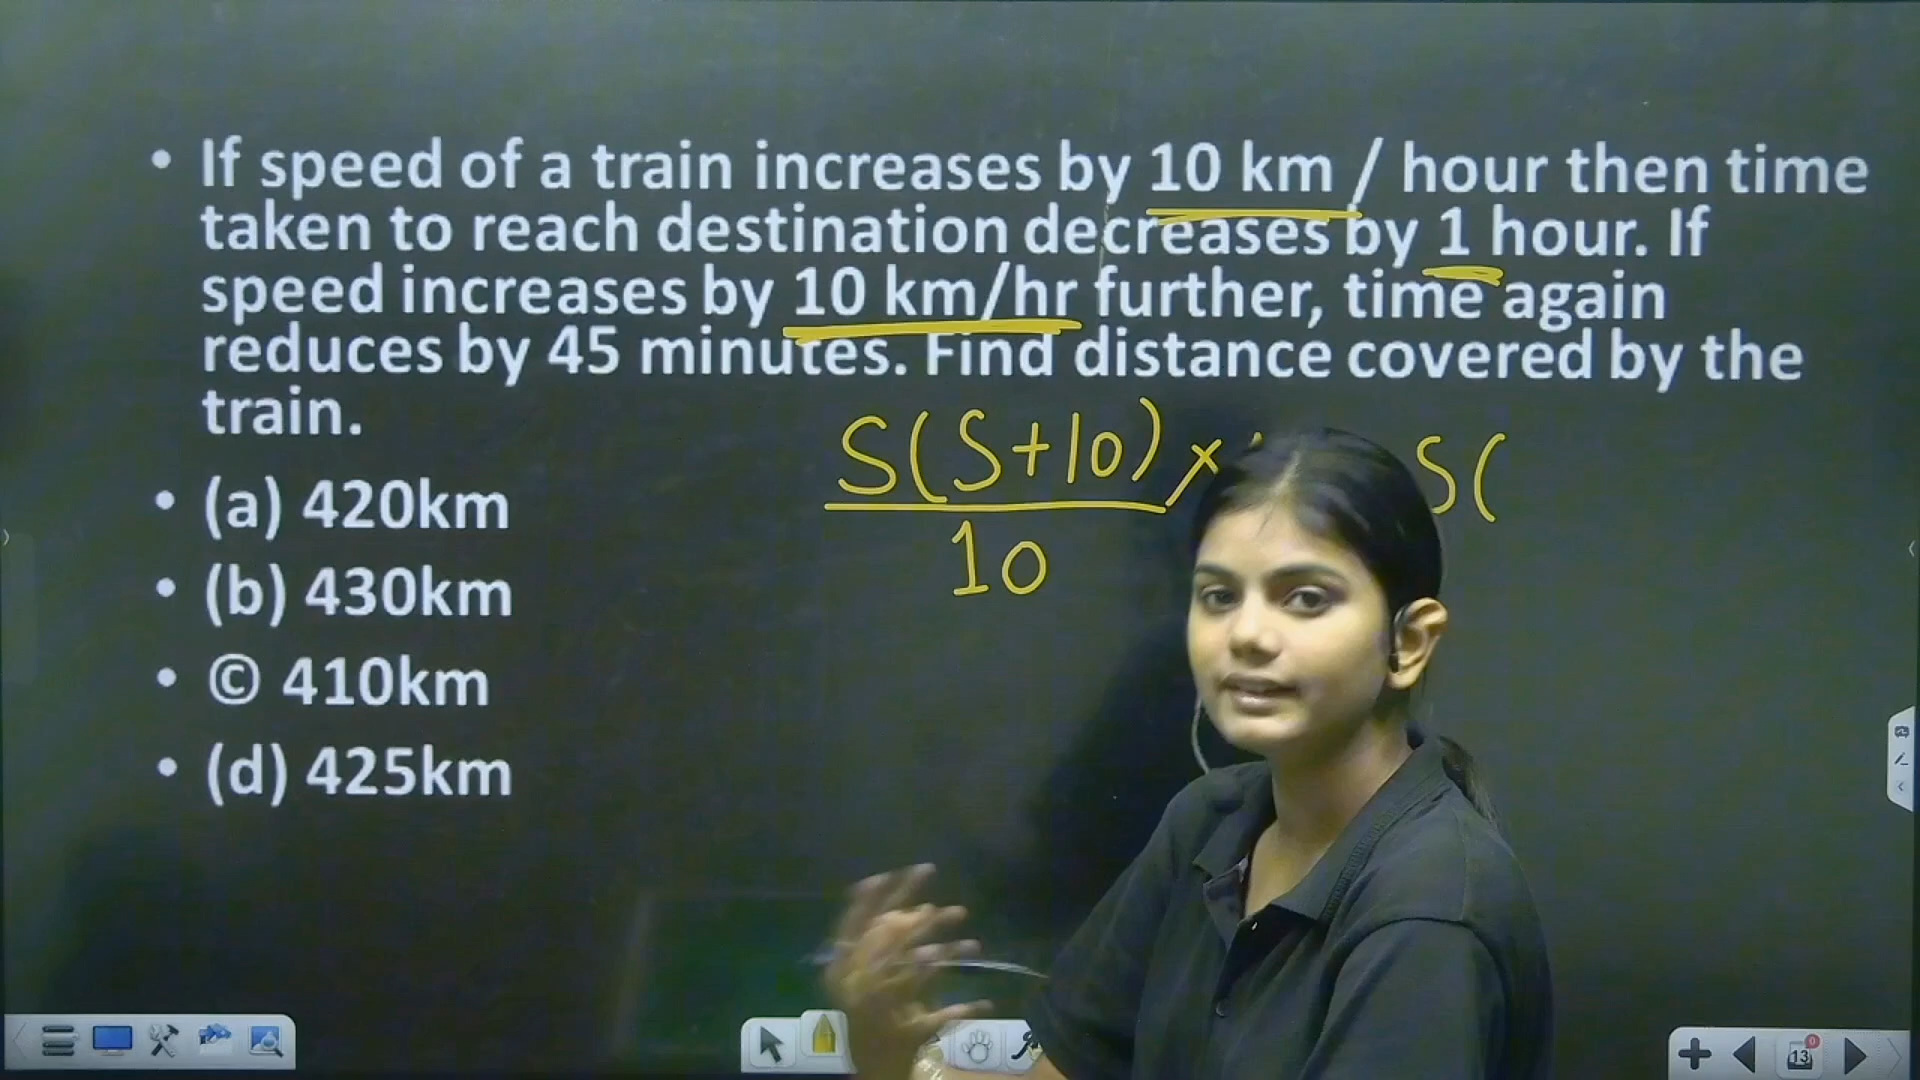 • If speed of a train increases by 10 km / hour then time
taken to reach destination decreases by 1 hour. If
speed increases by 10 km/hr further, time again
reduces by 45 minutes. Find distance covered by the
train.
S(S+10) × S(
10
• (a) 420km
• (b) 430km
• © 410km
• (d) 425km
13
0